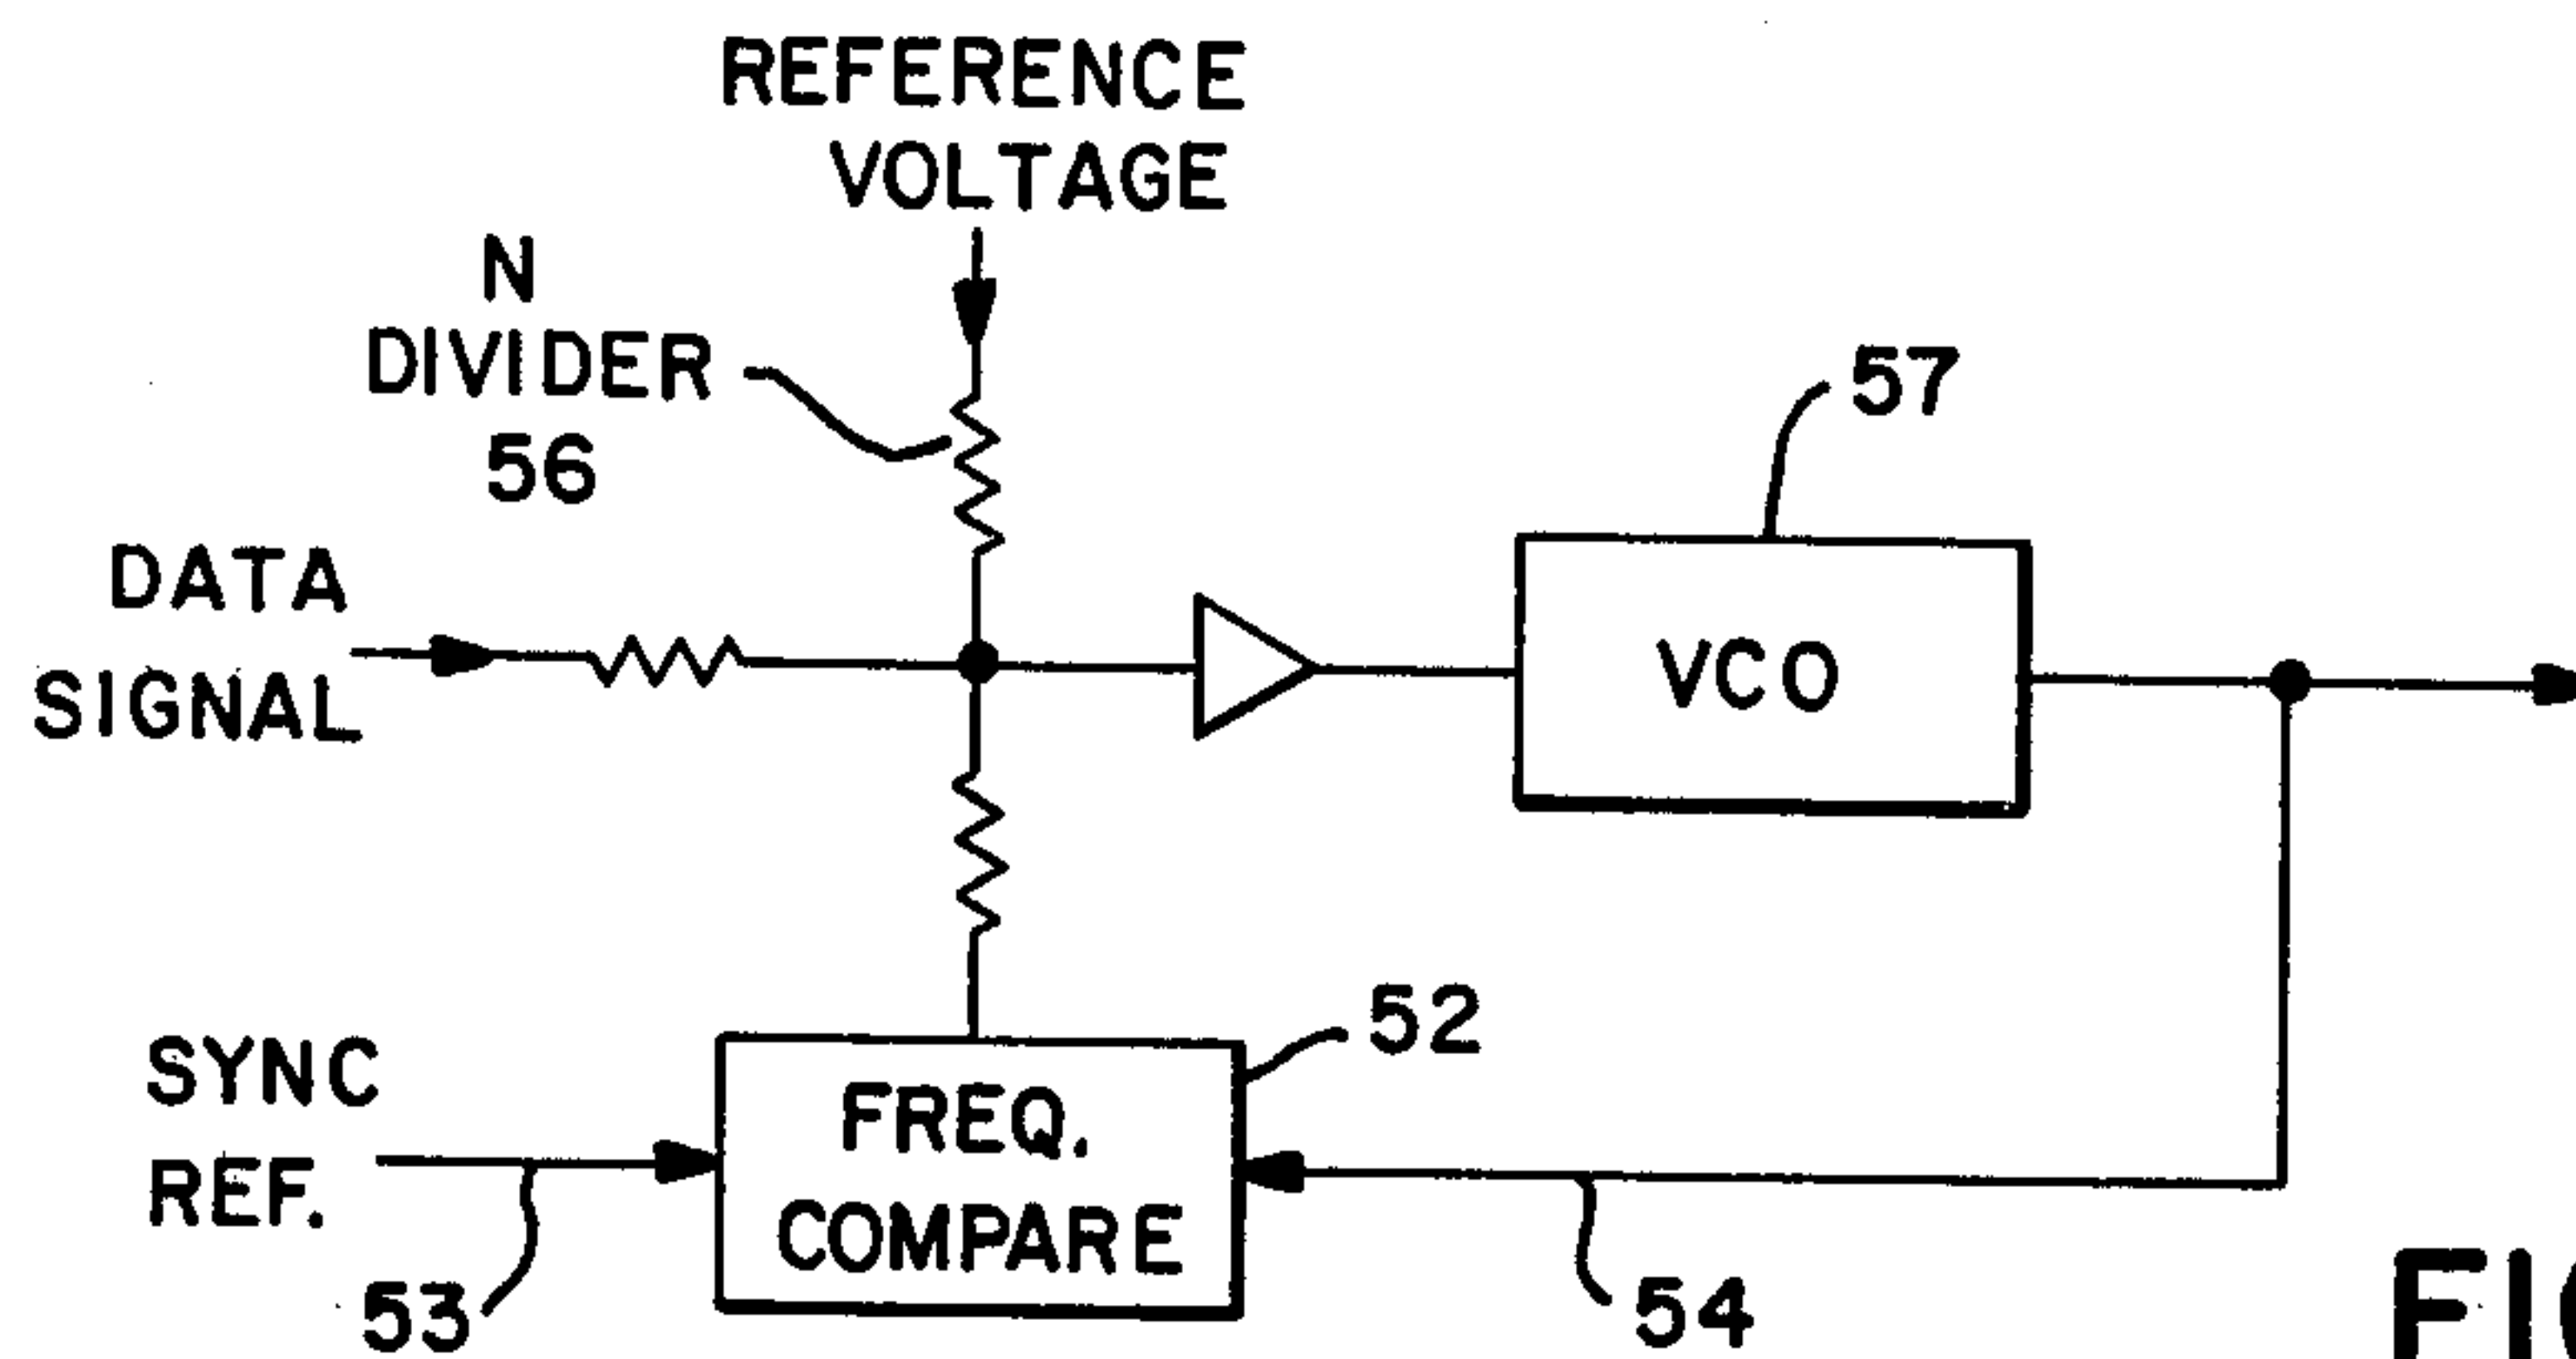 REFERENCE
VOLTAGE
N
DIVIDER
56
57
DATA
SIGNAL
VCO
52
SYNC
REF.
FREQ.
COMPARE
53
54